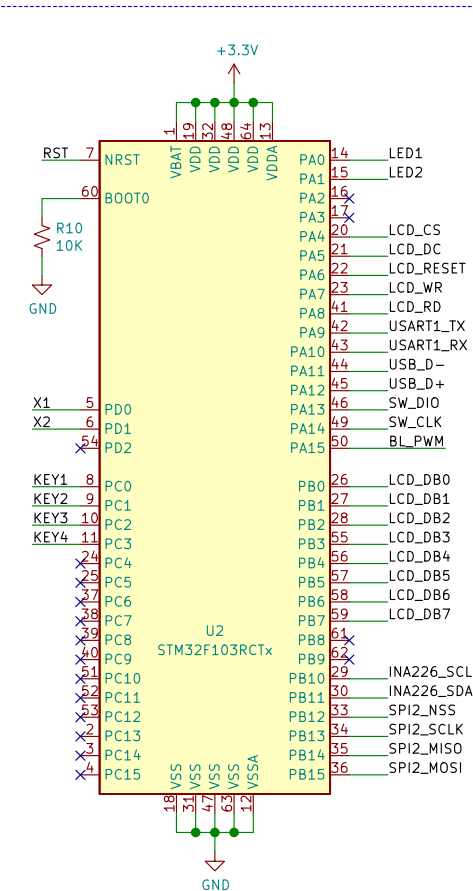 +3.3V
1 19 32 48 64 13
VBAT VDD VDD VDD VDD VDDA
RST 7 NRST PA0 14 LED1
PA1 15 LED2
60 BOOT0 PA2 16
PA3 17
R10
10K
PA4 20 LCD_CS
PA5 21 LCD_DC
PA6 22 LCD_RESET
PA7 23 LCD_WR
GND PA8 41 LCD_RD
PA9 42 USART1_TX
PA10 43 USART1_RX
PA11 44 USB_D-
PA12 45 USB_D+
X1 5 PD0 PA13 46 SW_DIO
X2 6 PD1 PA14 49 SW_CLK
54 PD2 PA15 50 BL_PWM
KEY1 8 PC0 PB0 26 LCD_DB0
KEY2 9 PC1 PB1 27 LCD_DB1
KEY3 10 PC2 PB2 28 LCD_DB2
KEY4 11 PC3 PB3 55 LCD_DB3
24 PC4 PB4 56 LCD_DB4
25 PC5 PB5 57 LCD_DB5
37 PC6 PB6 58 LCD_DB6
38 PC7 PB7 59 LCD_DB7
39 PC8 PB8 61
40 PC9 PB9 62
U2
STM32F103RCTx
51 PC10 PB10 29 INA226_SCL
52 PC11 PB11 30 INA226_SDA
53 PC12 PB12 33 SPI2_NSS
2 PC13 PB13 34 SPI2_SCLK
3 PC14 PB14 35 SPI2_MISO
4 PC15 PB15 36 SPI2_MOSI
VSS VSS VSS VSS VSSA
18 31 47 63 12
GND